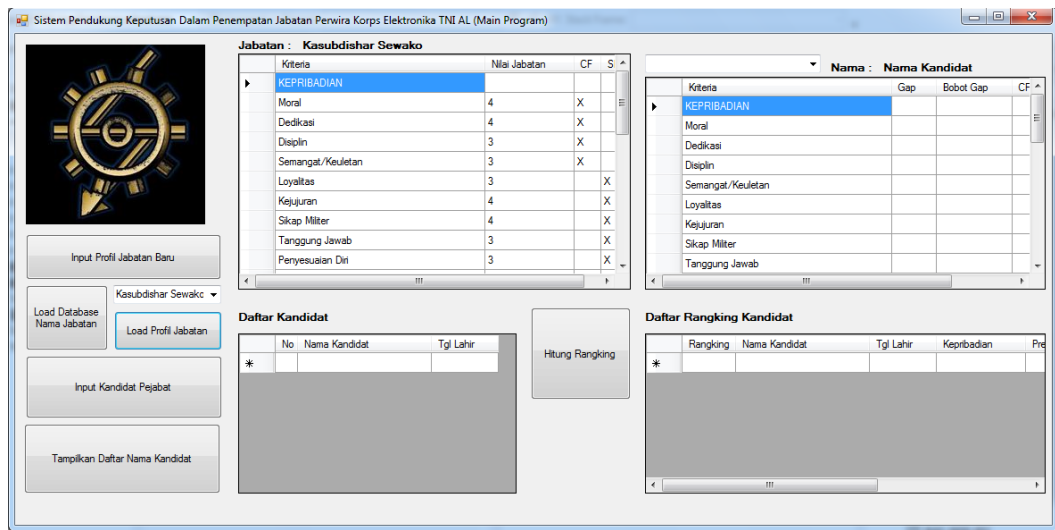 Sistem Pendukung Keputusan Dalam Penempatan Jabatan Perwira Korps Elektronika TNI AL (Main Program)
Jabatan : Kasubdishar Sewako
Kriteria Nilai Jabatan CF
KEPRIBADIAN
Moral 4 X
Dedikasi 4 X
Disiplin 3 X
Semangat/Keuletan 3 X
Loyalitas 3 X
Kejujuran 4 X
Sikap Militer 4 X
Tanggung Jawab 3 X
Penyesuaian Diri 3 X
Nama : Nama Kandidat
Kriteria Gap Bobot Gap CF
KEPRIBADIAN
Moral
Dedikasi
Disiplin
Semangat/Keuletan
Loyalitas
Kejujuran
Sikap Militer
Tanggung Jawab
Input Profil Jabatan Baru
Load Database
Nama Jabatan
Kasubdishar Sewakc
Load Profil Jabatan
Input Kandidat Pejabat
Tampilkan Daftar Nama Kandidat
Daftar Kandidat
No Nama Kandidat Tgl Lahir
Hitung Rangking
Daftar Rangking Kandidat
Rangking Nama Kandidat Tgl Lahir Kepribadian Pre